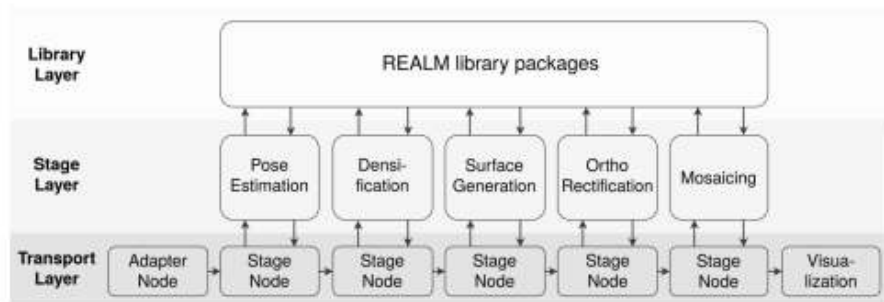 Library
Layer
REALM library packages
Stage
Layer
Pose
Estimation
Densi-
fication
Surface
Generation
Ortho
Rectification
Mosaicing
Transport
Layer
Adapter
Node
Stage
Node
Stage
Node
Stage
Node
Stage
Node
Stage
Node
Visua-
lization